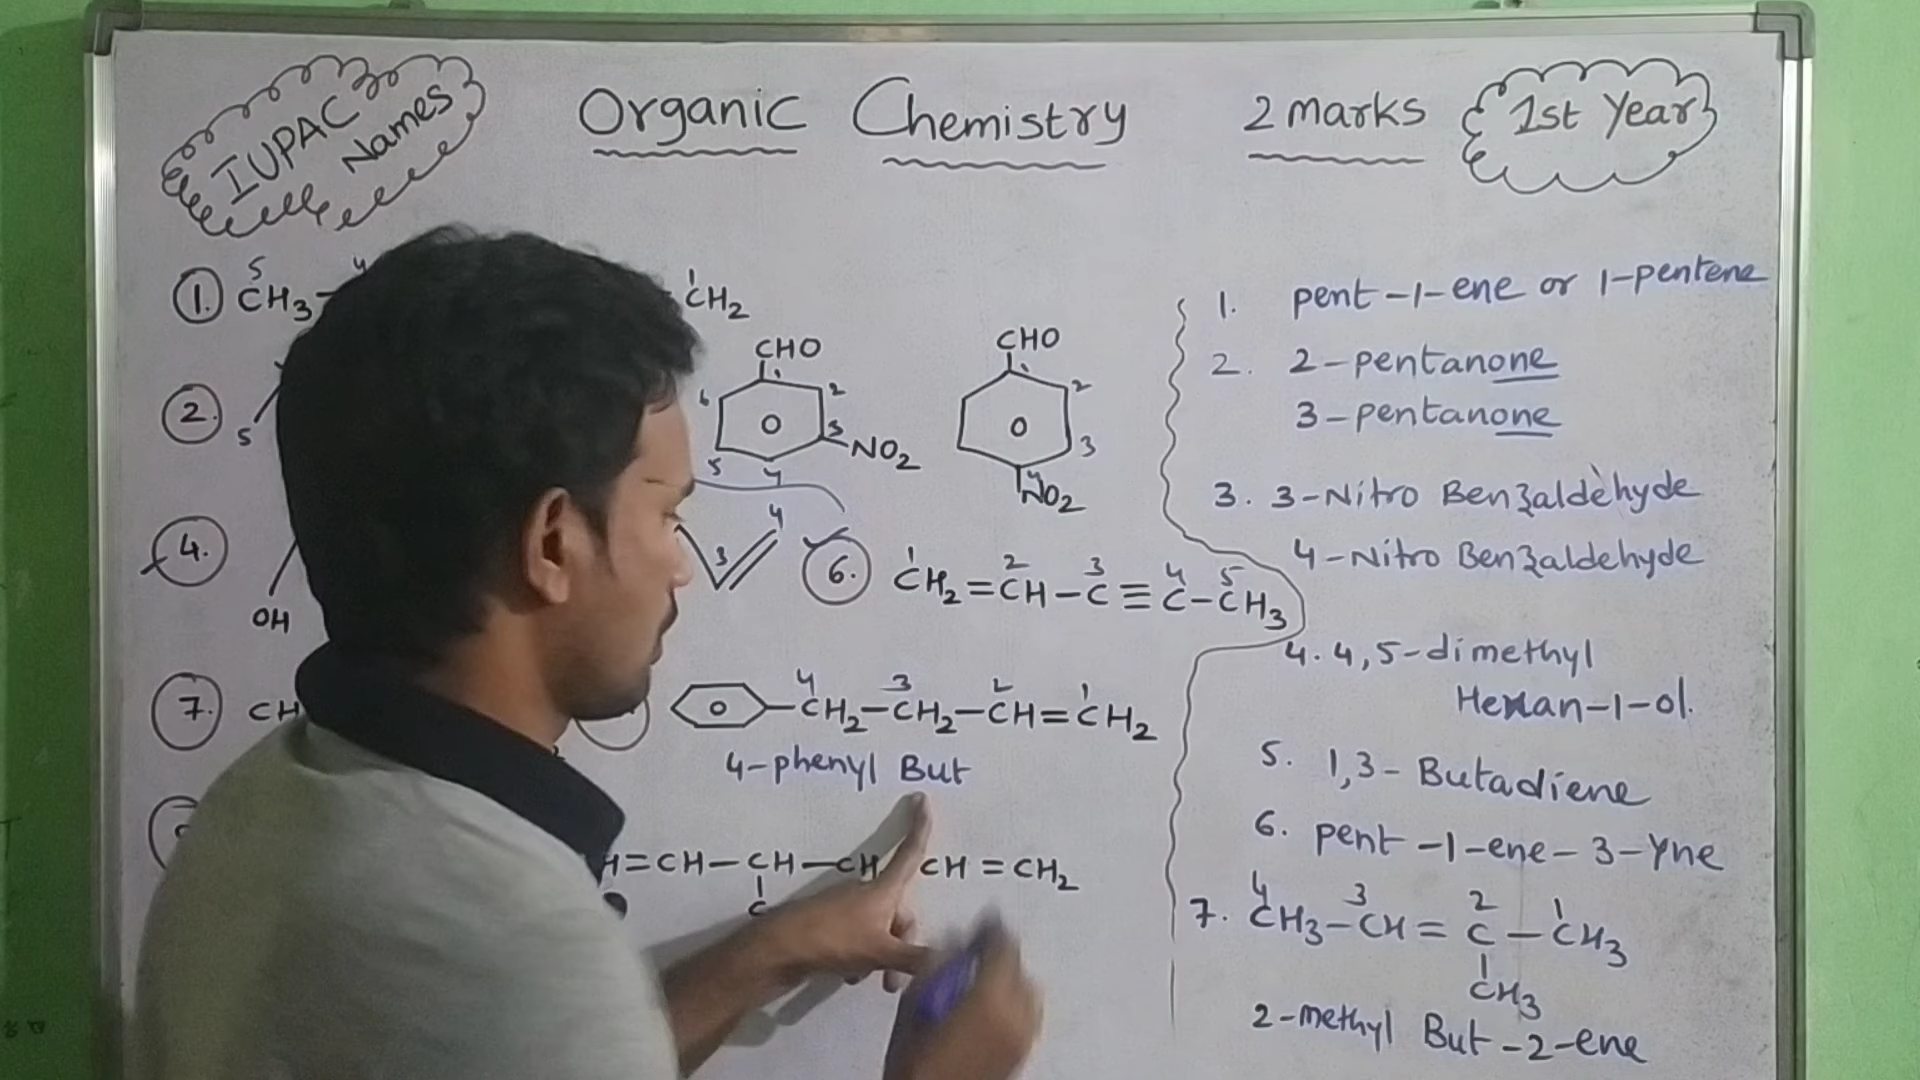 IUPAC
Names
Organic Chemistry 2 marks 1st Year
1. CH3 CH2
5 4 1
2.
5
CHO
1 2 3 4 5 6
NO2
CHO
1 2 3 4
NO2
4.
OH
3 4
6. CH2=CH-C≡C-CH3
1 2 3 4 5
7. CH
CH2-CH2-CH=CH2
4 3 2 1
4-phenyl But
H=CH-CH-CH CH=CH2
C
1. pent-1-ene or 1-pentene
2. 2-pentanone
3-pentanone
3. 3-Nitro Benzaldehyde
4-Nitro Benzaldehyde
4. 4,5-dimethyl
Hexan-1-ol.
5. 1,3-Butadiene
6. pent-1-ene-3-yne
7. CH3-CH=C-CH3
4 3 2 1
CH3
2-methyl But-2-ene